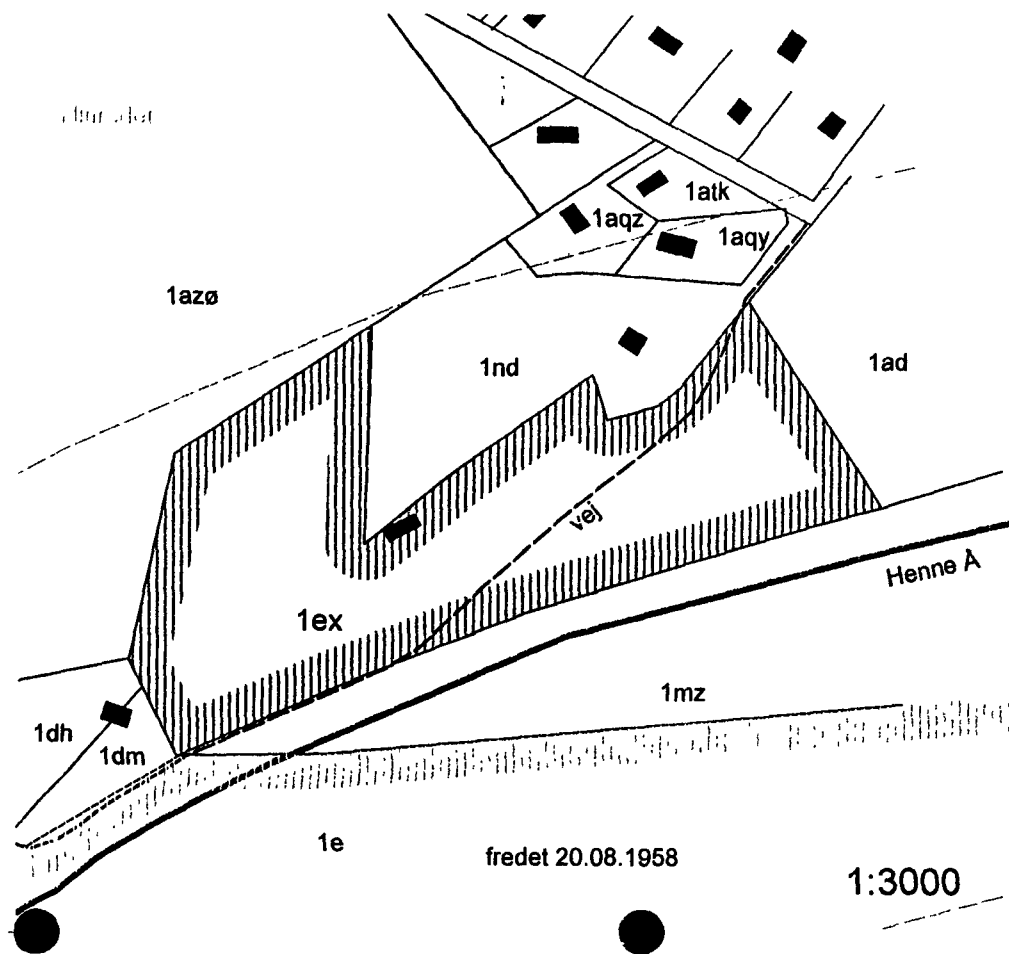 1atk
1aqz
1aqy
1azø
1nd
1ad
vej
Henne Å
1ex
1mz
1dh
1dm
1e
fredet 20.08.1958
1:3000